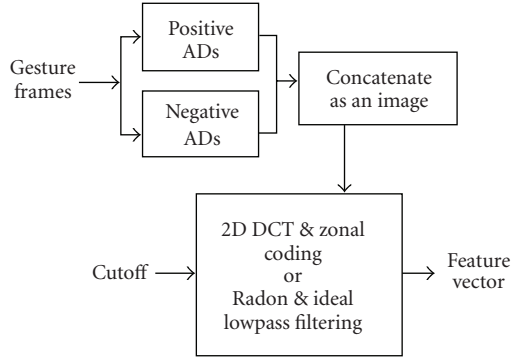 Gesture
frames
Positive
ADs
Negative
ADs
Concatenate
as an image
Cutoff
2D DCT & zonal
coding
or
Radon & ideal
lowpass filtering
Feature
vector